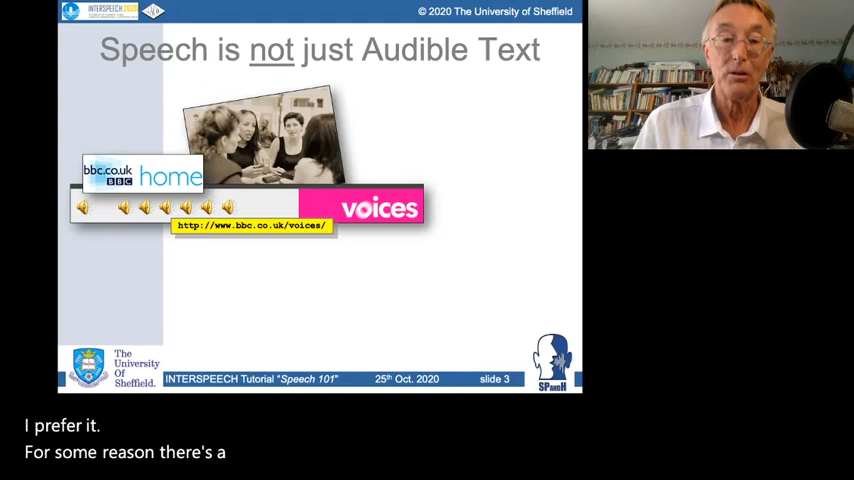 INTERSPEECH 2020
© 2020 The University of Sheffield
Speech is not just Audible Text
bbc.co.uk
BBC
home
voices
http://www.bbc.co.uk/voices/
The
University
Of
Sheffield.
INTERSPEECH Tutorial "Speech 101"
25th Oct. 2020
slide 3
SPandH
I prefer it.
For some reason there's a